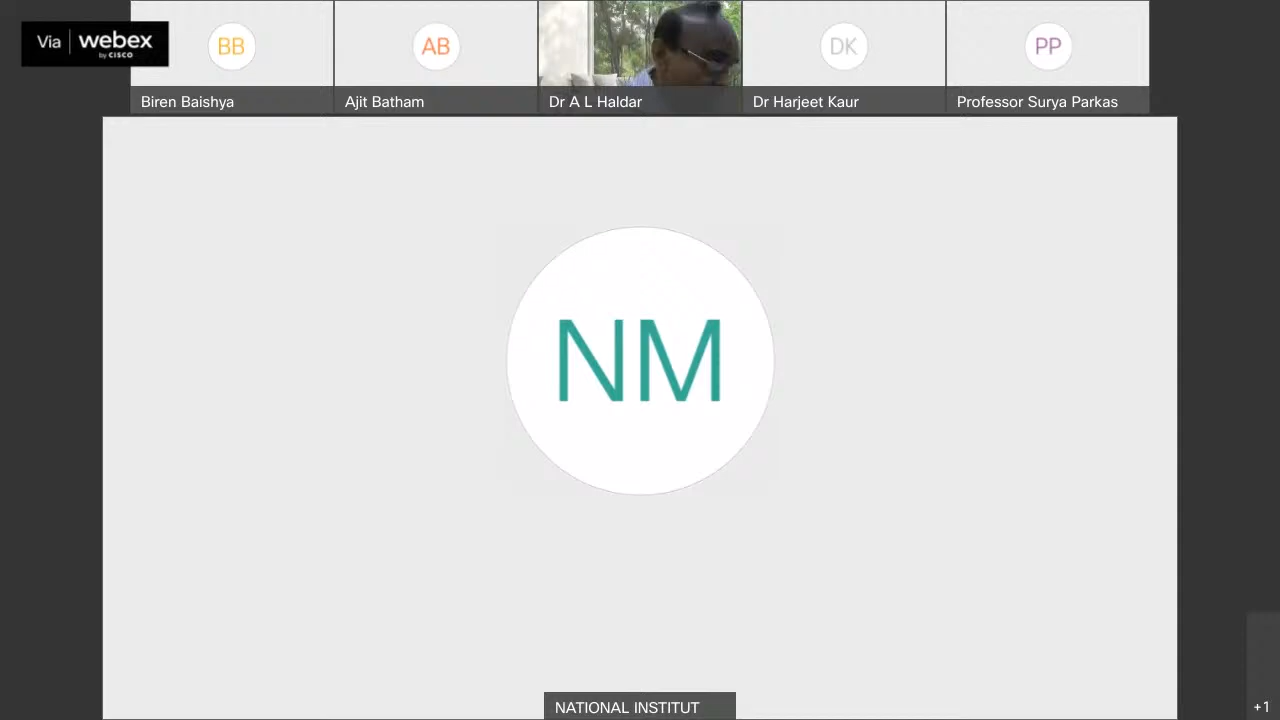 Via webex
by CISCO
BB
AB
DK
PP
Biren Baishya
Ajit Batham
Dr A L Haldar
Dr Harjeet Kaur
Professor Surya Parkas
NM
NATIONAL INSTITUT
+1